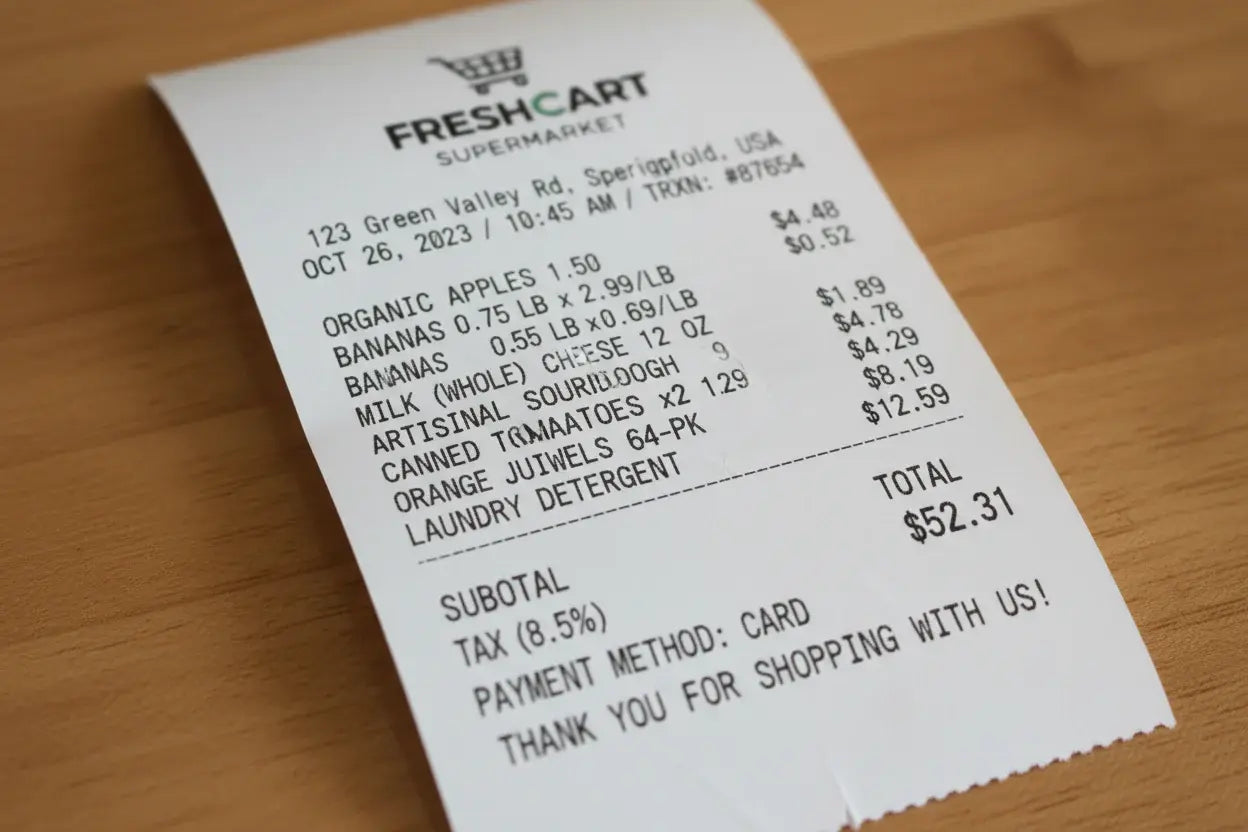 FRESHCART
SUPERMARKET
123 Green Valley Rd, Sperigpfold, USA
OCT 26, 2023 / 10:45 AM / TRXN: #87654
ORGANIC APPLES 1.50 $4.48
BANANAS 0.75 LB x 2.99/LB $0.52
BANANAS 0.55 LB x0.69/LB
MILK (WHOLE) CHEESE 12 OZ $1.89
ARTISINAL 9 $4.78
CANNED x2 1.29 $4.29
ORANGE JUIWELS 64-PK $8.19
LAUNDRY DETERGENT $12.59
TOTAL
$52.31
SUBOTAL
TAX (8.5%)
PAYMENT METHOD: CARD
THANK YOU FOR SHOPPING WITH US!